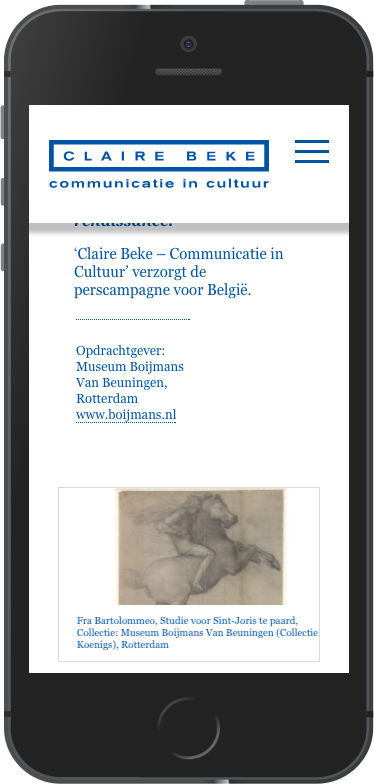 CLAIRE BEKE
communicatie in cultuur
renaissance.
‘Claire Beke – Communicatie in
Cultuur’ verzorgt de
perscampagne voor België.
Opdrachtgever:
Museum Boijmans
Van Beuningen,
Rotterdam
www.boijmans.nl
Fra Bartolommeo, Studie voor Sint-Joris te paard,
Collectie: Museum Boijmans Van Beuningen (Collectie
Koenigs), Rotterdam